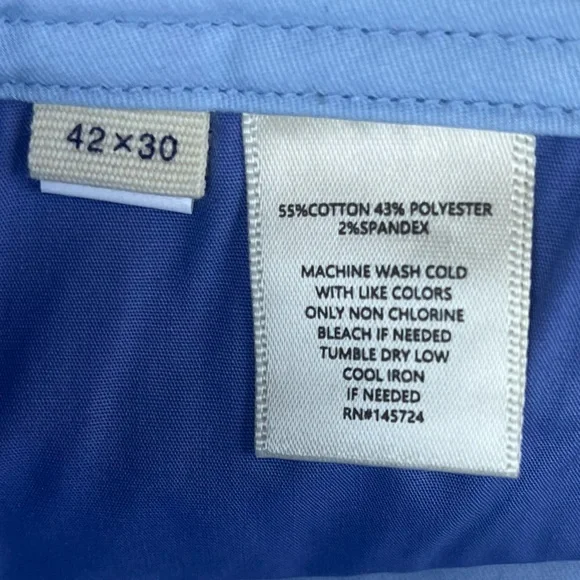 42×30
55%COTTON 43% POLYESTER
2%SPANDEX
MACHINE WASH COLD
WITH LIKE COLORS
ONLY NON CHLORINE
BLEACH IF NEEDED
TUMBLE DRY LOW
COOL IRON
IF NEEDED
RN#145724